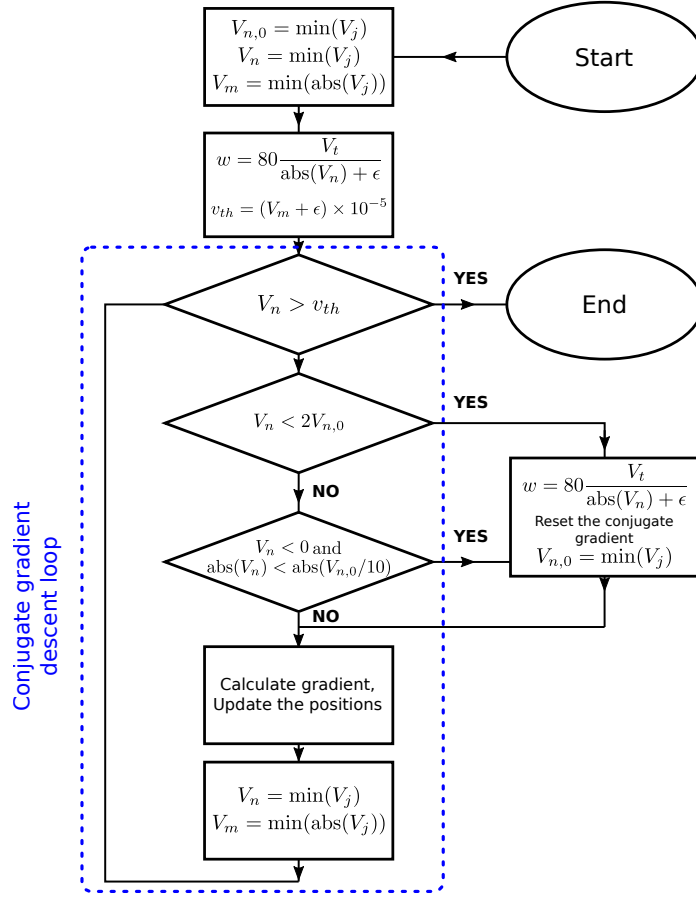 Start
V_{n,0} = min(V_j)
V_n = min(V_j)
V_m = min(abs(V_j))
w = 80 \frac{V_t}{abs(V_n) + ϵ}
v_{th} = (V_m + ϵ) × 10^{-5}
V_n > v_{th}
YES
End
V_n < 2V_{n,0}
YES
NO
w = 80 \frac{V_t}{abs(V_n) + ϵ}
Reset the conjugate
gradient
V_{n,0} = min(V_j)
V_n < 0 and
abs(V_n) < abs(V_{n,0}/10)
YES
NO
Calculate gradient,
Update the positions
V_n = min(V_j)
V_m = min(abs(V_j))
Conjugate gradient
descent loop